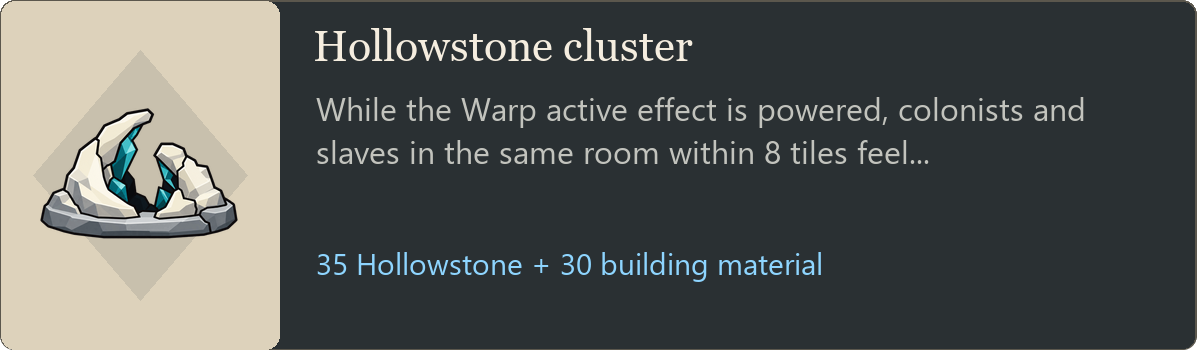 Hollowstone cluster
While the Warp active effect is powered, colonists and
slaves in the same room within 8 tiles feel...
35 Hollowstone + 30 building material